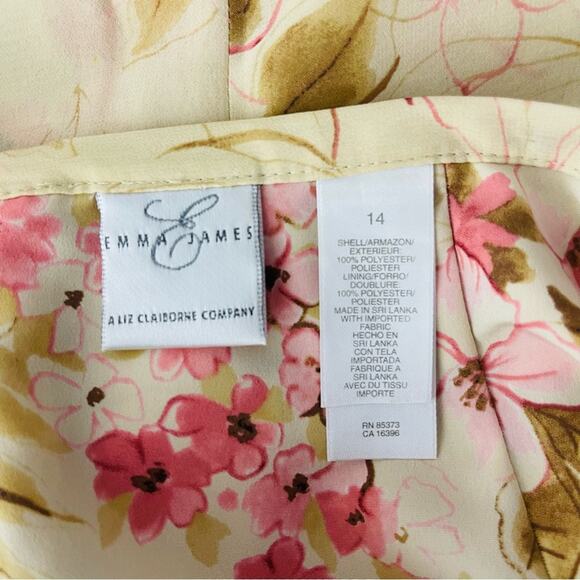 E
EMMA JAMES
A LIZ CLAIBORNE COMPANY
14
SHELL/ARMAZON/
EXTERIEUR:
100% POLYESTER/
POLIESTER
LINING/FORRO/
DOUBLURE:
100% POLYESTER/
POLIESTER
MADE IN SRI LANKA
WITH IMPORTED
FABRIC
HECHO EN
SRI LANKA
CON TELA
IMPORTADA
FABRIQUE A
SRI LANKA
AVEC DU TISSU
IMPORTE
RN 85373
CA 16396